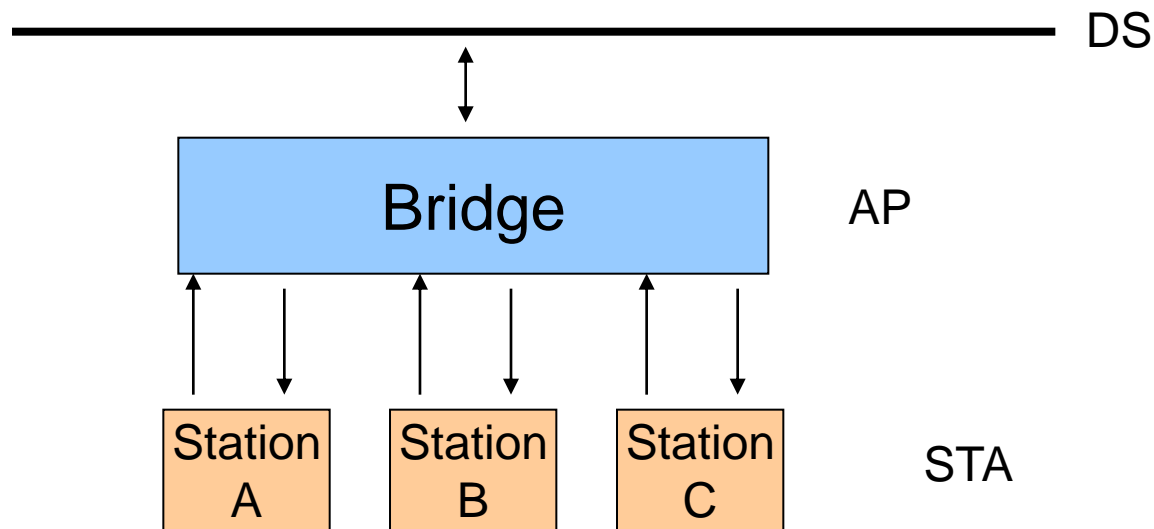 DS
Bridge
AP
Station
A
Station
B
Station
C
STA